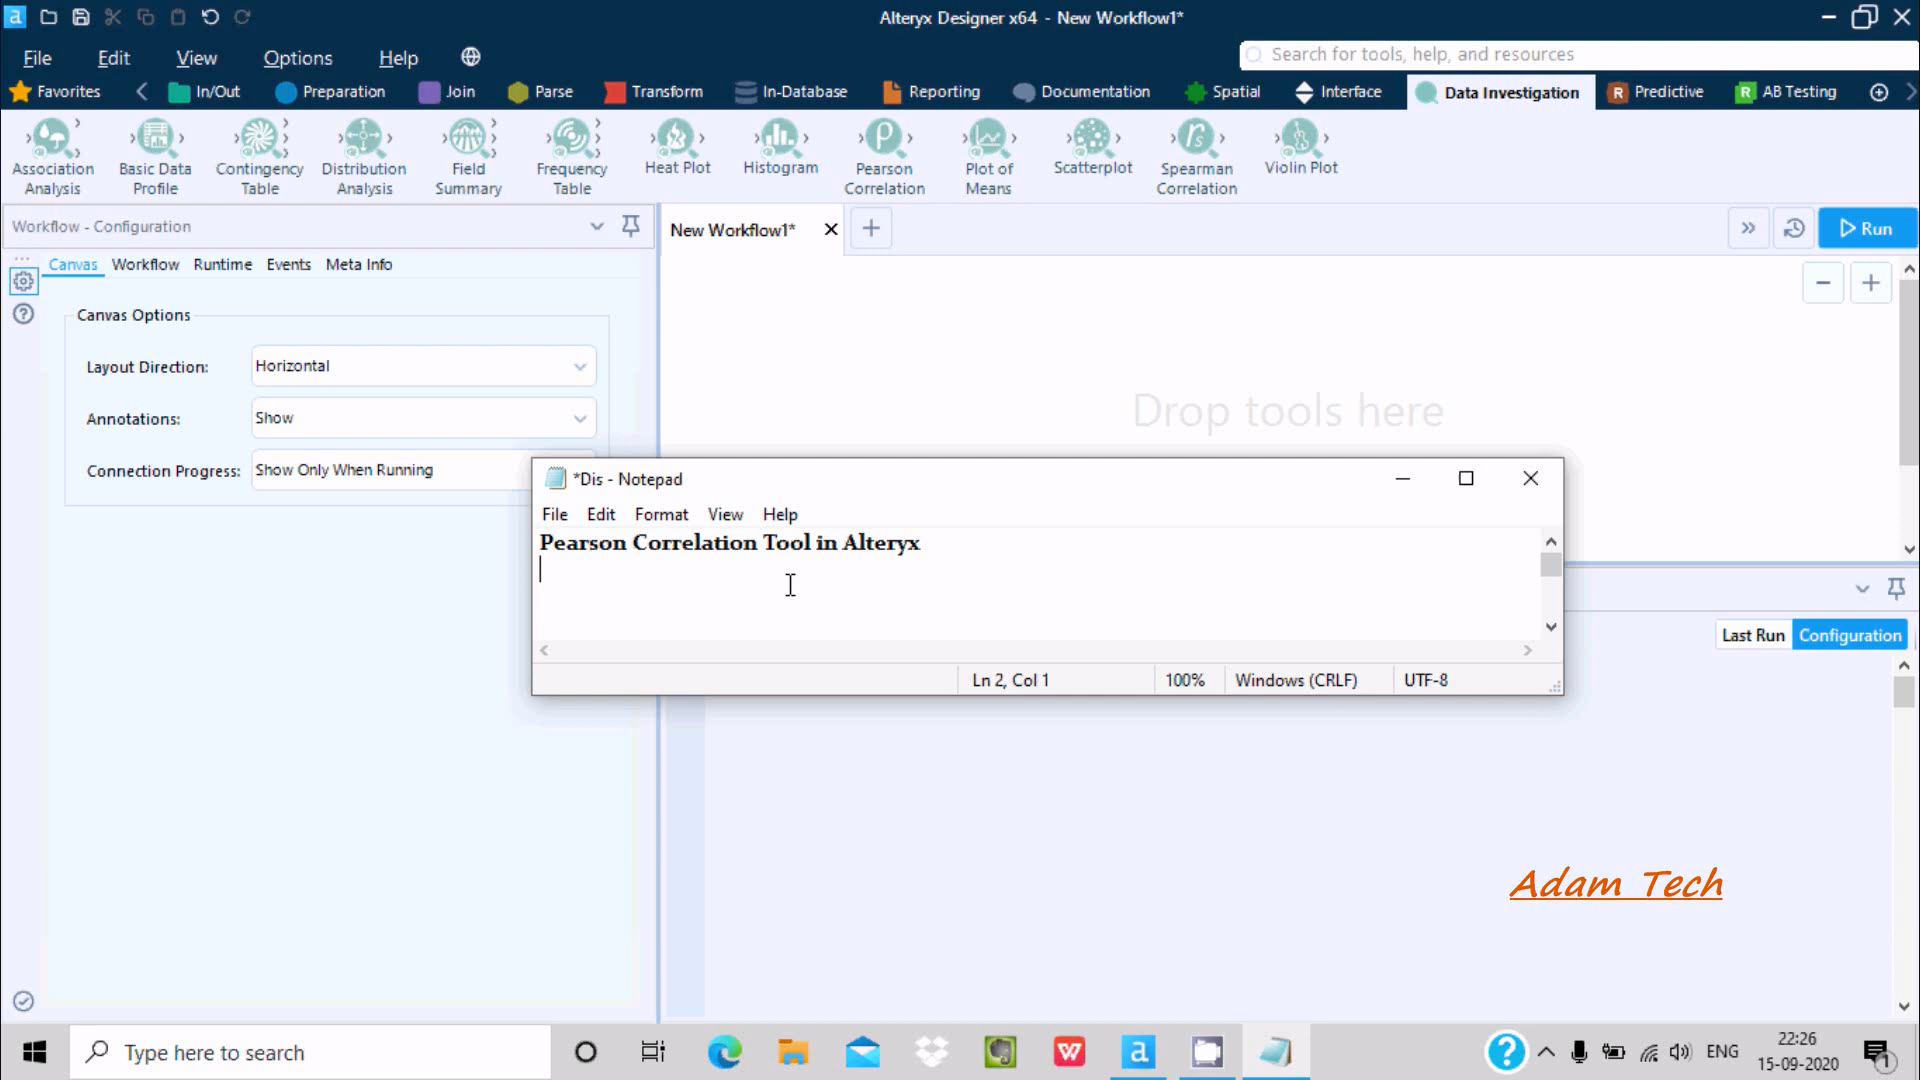 Alteryx Designer x64 - New Workflow1*
File Edit View Options Help
Search for tools, help, and resources
Favorites In/Out Preparation Join Parse Transform In-Database Reporting Documentation Spatial Interface Data Investigation Predictive AB Testing
Association Analysis
Basic Data Profile
Contingency Table
Distribution Analysis
Field Summary
Frequency Table
Heat Plot
Histogram
Pearson Correlation
Plot of Means
Scatterplot
Spearman Correlation
Violin Plot
Workflow - Configuration
New Workflow1*
Run
Canvas Workflow Runtime Events Meta Info
Canvas Options
Layout Direction: Horizontal
Annotations: Show
Connection Progress: Show Only When Running
Drop tools here
*Dis - Notepad
File Edit Format View Help
Pearson Correlation Tool in Alteryx
Ln 2, Col 1 100% Windows (CRLF) UTF-8
Last Run Configuration
Adam Tech
Type here to search
ENG
22:26
15-09-2020
1